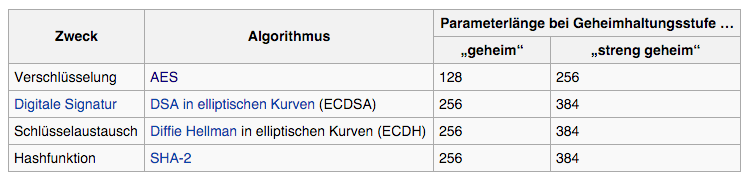 Zweck Algorithmus Parameterlänge bei Geheimhaltungsstufe …
„geheim“ „streng geheim“
Verschlüsselung AES 128 256
Digitale Signatur DSA in elliptischen Kurven (ECDSA) 256 384
Schlüsselaustausch Diffie Hellman in elliptischen Kurven (ECDH) 256 384
Hashfunktion SHA-2 256 384